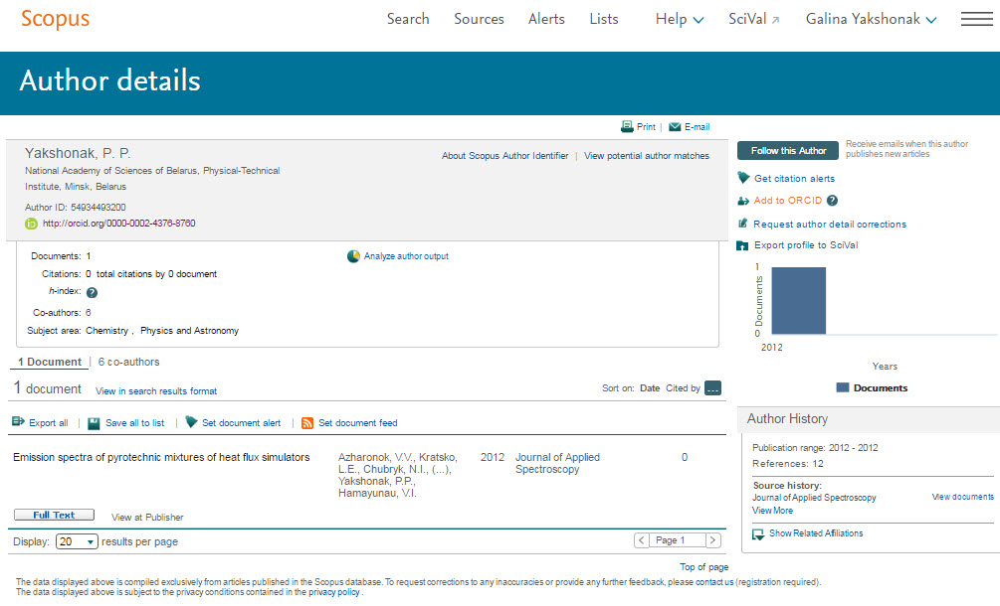 Scopus
Search Sources Alerts Lists Help SciVal Galina Yakshonak
Author details
Print | E-mail
Yakshonak, P. P.
National Academy of Sciences of Belarus, Physical-Technical
Institute, Minsk, Belarus
Author ID: 54934493200
iD http://orcid.org/0000-0002-4376-8760
About Scopus Author Identifier | View potential author matches
Follow this Author
Receive emails when this author
publishes new articles
Get citation alerts
Add to ORCID ?
Request author detail corrections
Export profile to SciVal
Documents: 1
Citations: 0 total citations by 0 document
h-index: ?
Co-authors: 6
Subject area: Chemistry , Physics and Astronomy
Analyze author output
1
Documents
0
2012
Years
Documents
1 Document | 6 co-authors
1 document View in search results format
Sort on: Date Cited by ...
Export all | Save all to list | Set document alert | Set document feed
Emission spectra of pyrotechnic mixtures of heat flux simulators
Azharonok, V.V., Kratsko,
L.E., Chubryk, N.I., (...),
Yakshonak, P.P.,
Hamayunau, V.I.
2012
Journal of Applied
Spectroscopy
0
Full Text View at Publisher
Display: 20 results per page
< Page 1 >
Author History
Publication range: 2012 - 2012
References: 12
Source history:
Journal of Applied Spectroscopy View documents
View More
Show Related Affiliations
Top of page
The data displayed above is compiled exclusively from articles published in the Scopus database. To request corrections to any inaccuracies or provide any further feedback, please contact us (registration required).
The data displayed above is subject to the privacy conditions contained in the privacy policy .